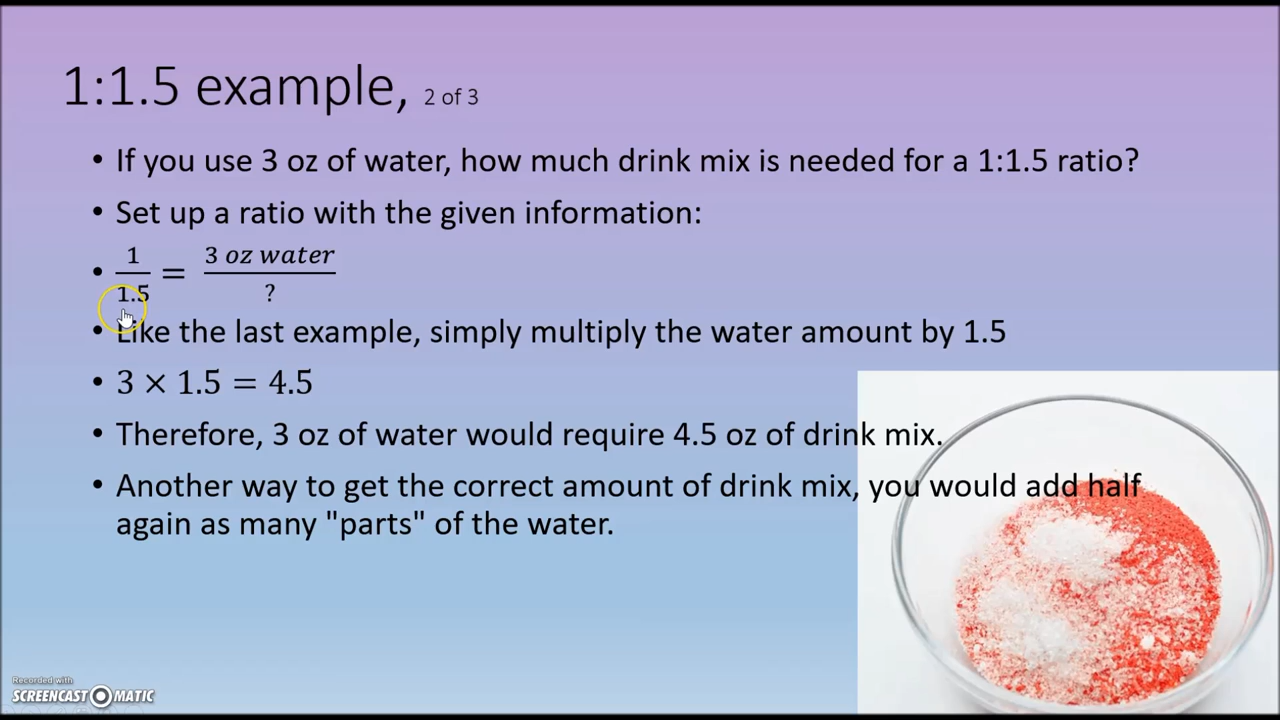 1:1.5 example, 2 of 3
• If you use 3 oz of water, how much drink mix is needed for a 1:1.5 ratio?
• Set up a ratio with the given information:
• 1/1.5 = 3 oz water/?
• Like the last example, simply multiply the water amount by 1.5
• 3 × 1.5 = 4.5
• Therefore, 3 oz of water would require 4.5 oz of drink mix.
• Another way to get the correct amount of drink mix, you would add half
again as many "parts" of the water.
Recorded with
SCREENCAST-O-MATIC